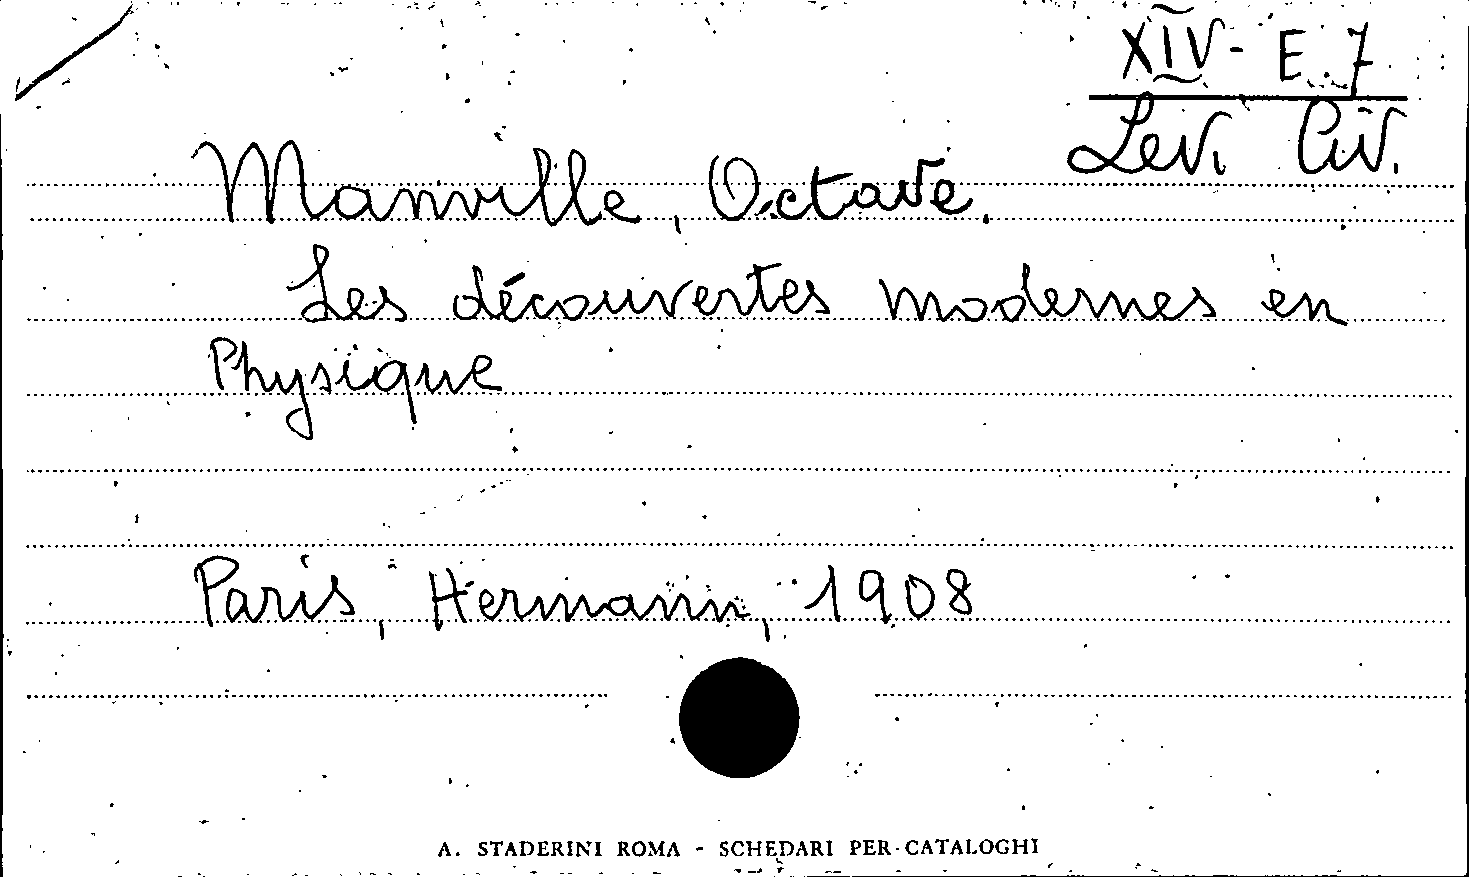 XIV - E. 7
Levi Civ.
Manville, Octave.
Les découvertes modernes en
Physique
Paris, Hermann, 1908
A. STADERINI ROMA - SCHEDARI PER CATALOGHI